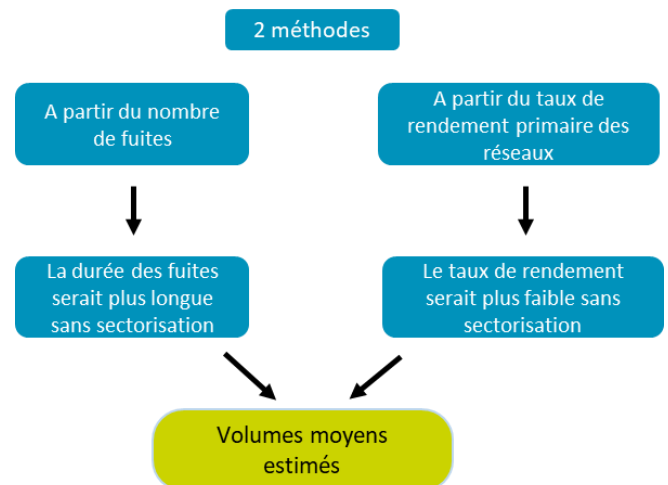 2 méthodes
A partir du nombre
de fuites
A partir du taux de
rendement primaire des
réseaux
La durée des fuites
serait plus longue
sans sectorisation
Le taux de rendement
serait plus faible sans
sectorisation
Volumes moyens
estimés